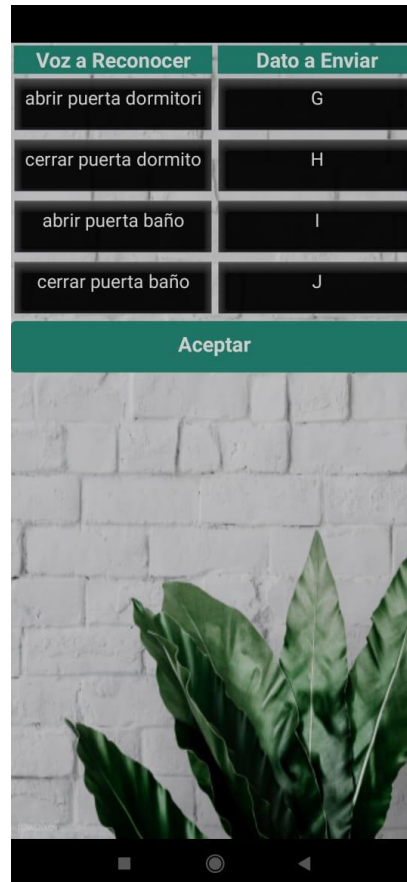 Voz a Reconocer Dato a Enviar
abrir puerta dormitori G
cerrar puerta dormito H
abrir puerta baño I
cerrar puerta baño J
Aceptar